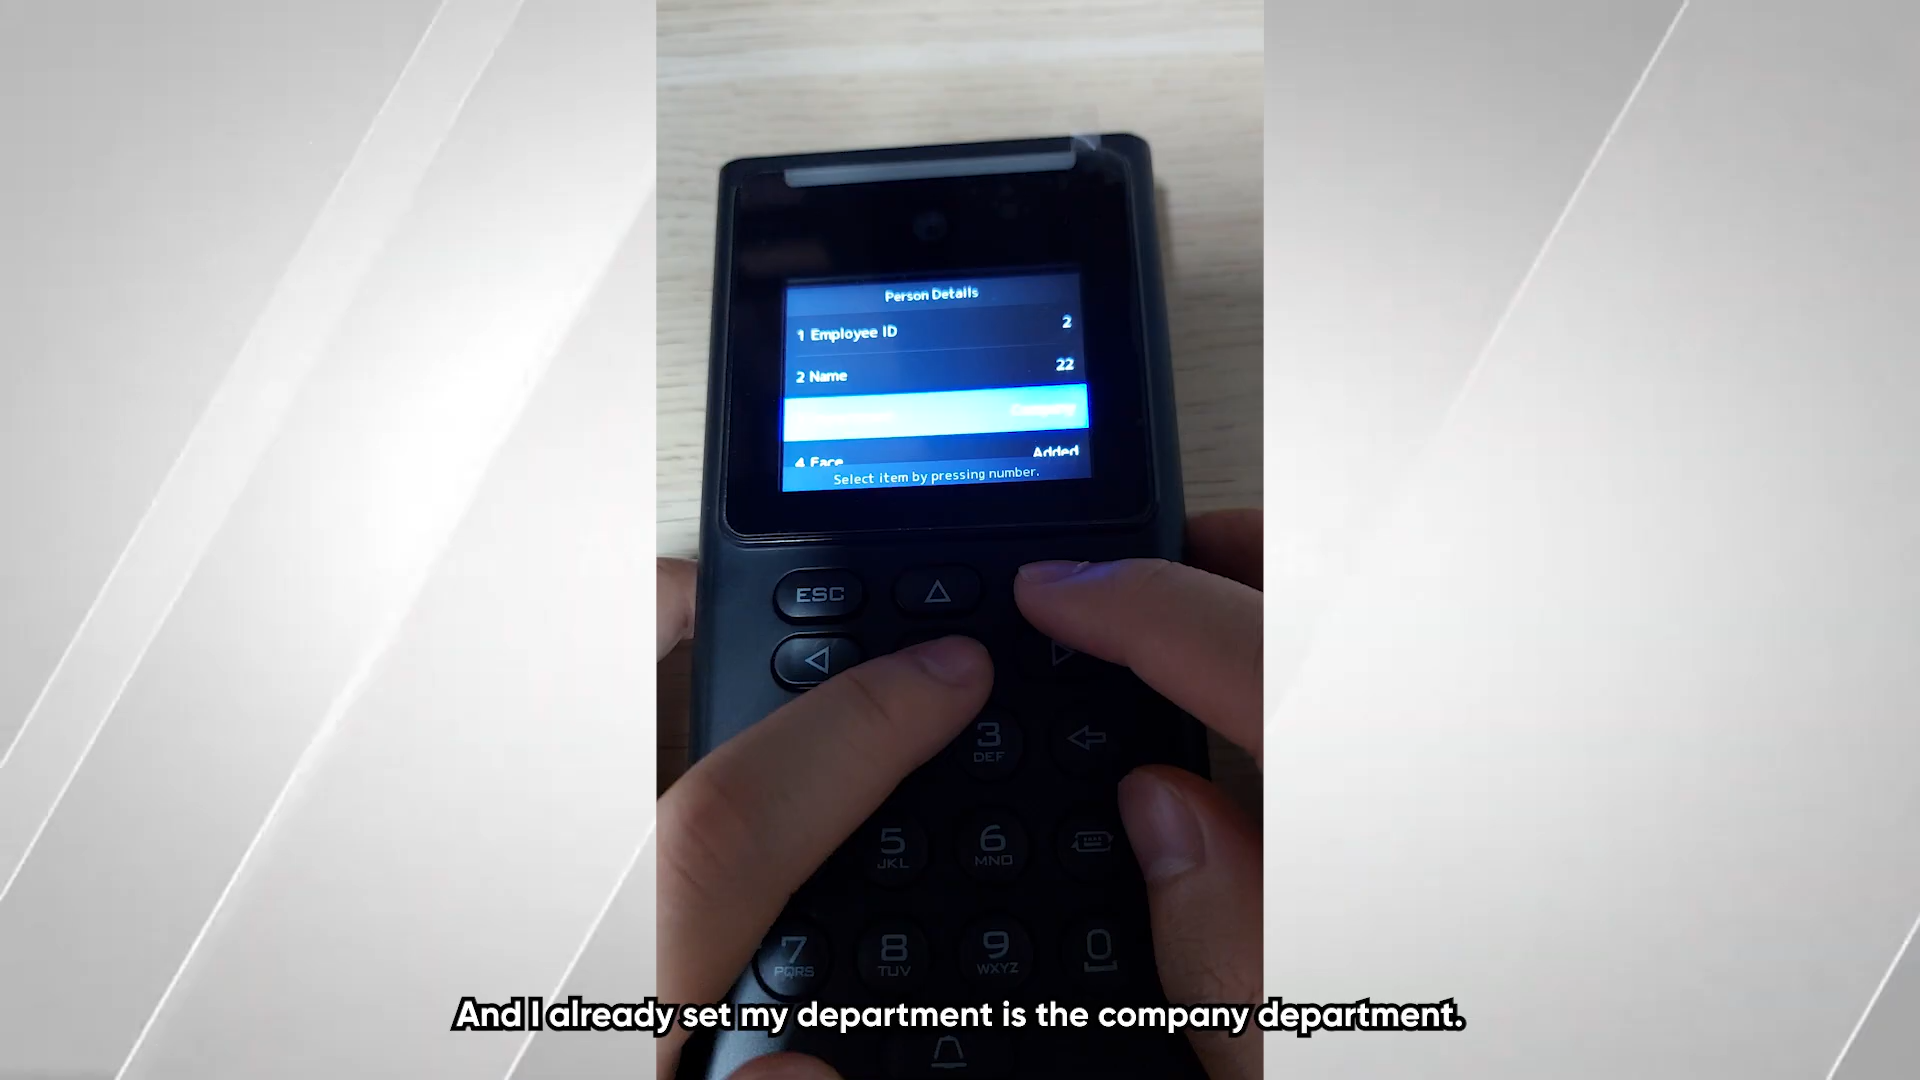 Person Details
1 Employee ID 2
2 Name 22
Company
4 Face Added
Select item by pressing number.
ESC
3
DEF
5
JKL
6
MNO
7
PQRS
8
TUV
9
WXYZ
0
And I already set my department is the company department.